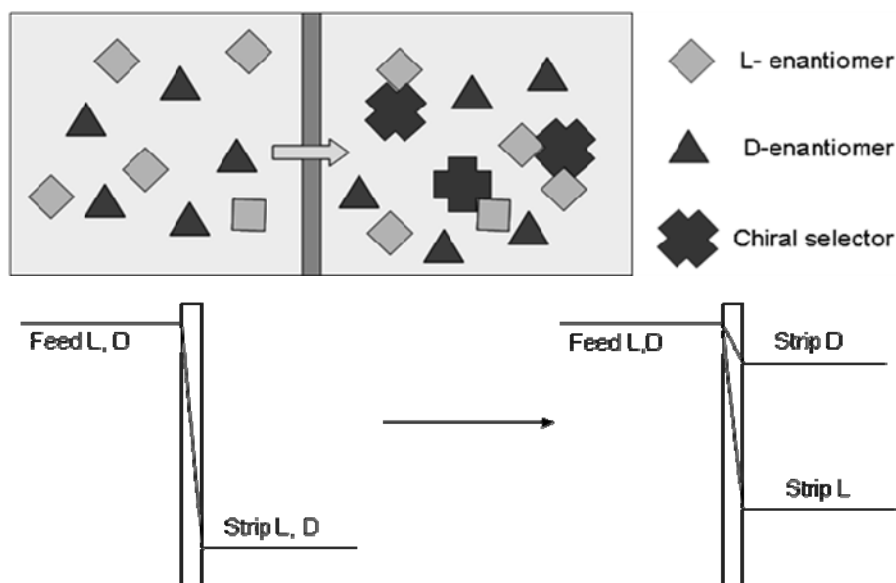 L- enantiomer
D-enantiomer
Chiral selector
Feed L, D
Strip L, D
Feed L,D
Strip D
Strip L